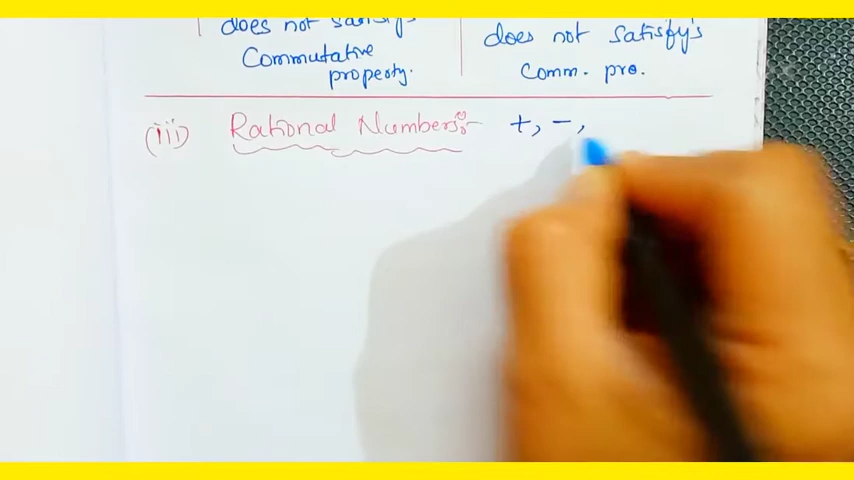 does not satisfy's
Commutative
property.
does not satisfy's
Comm. pro.
(iii) Rational Numbers:- +, -,